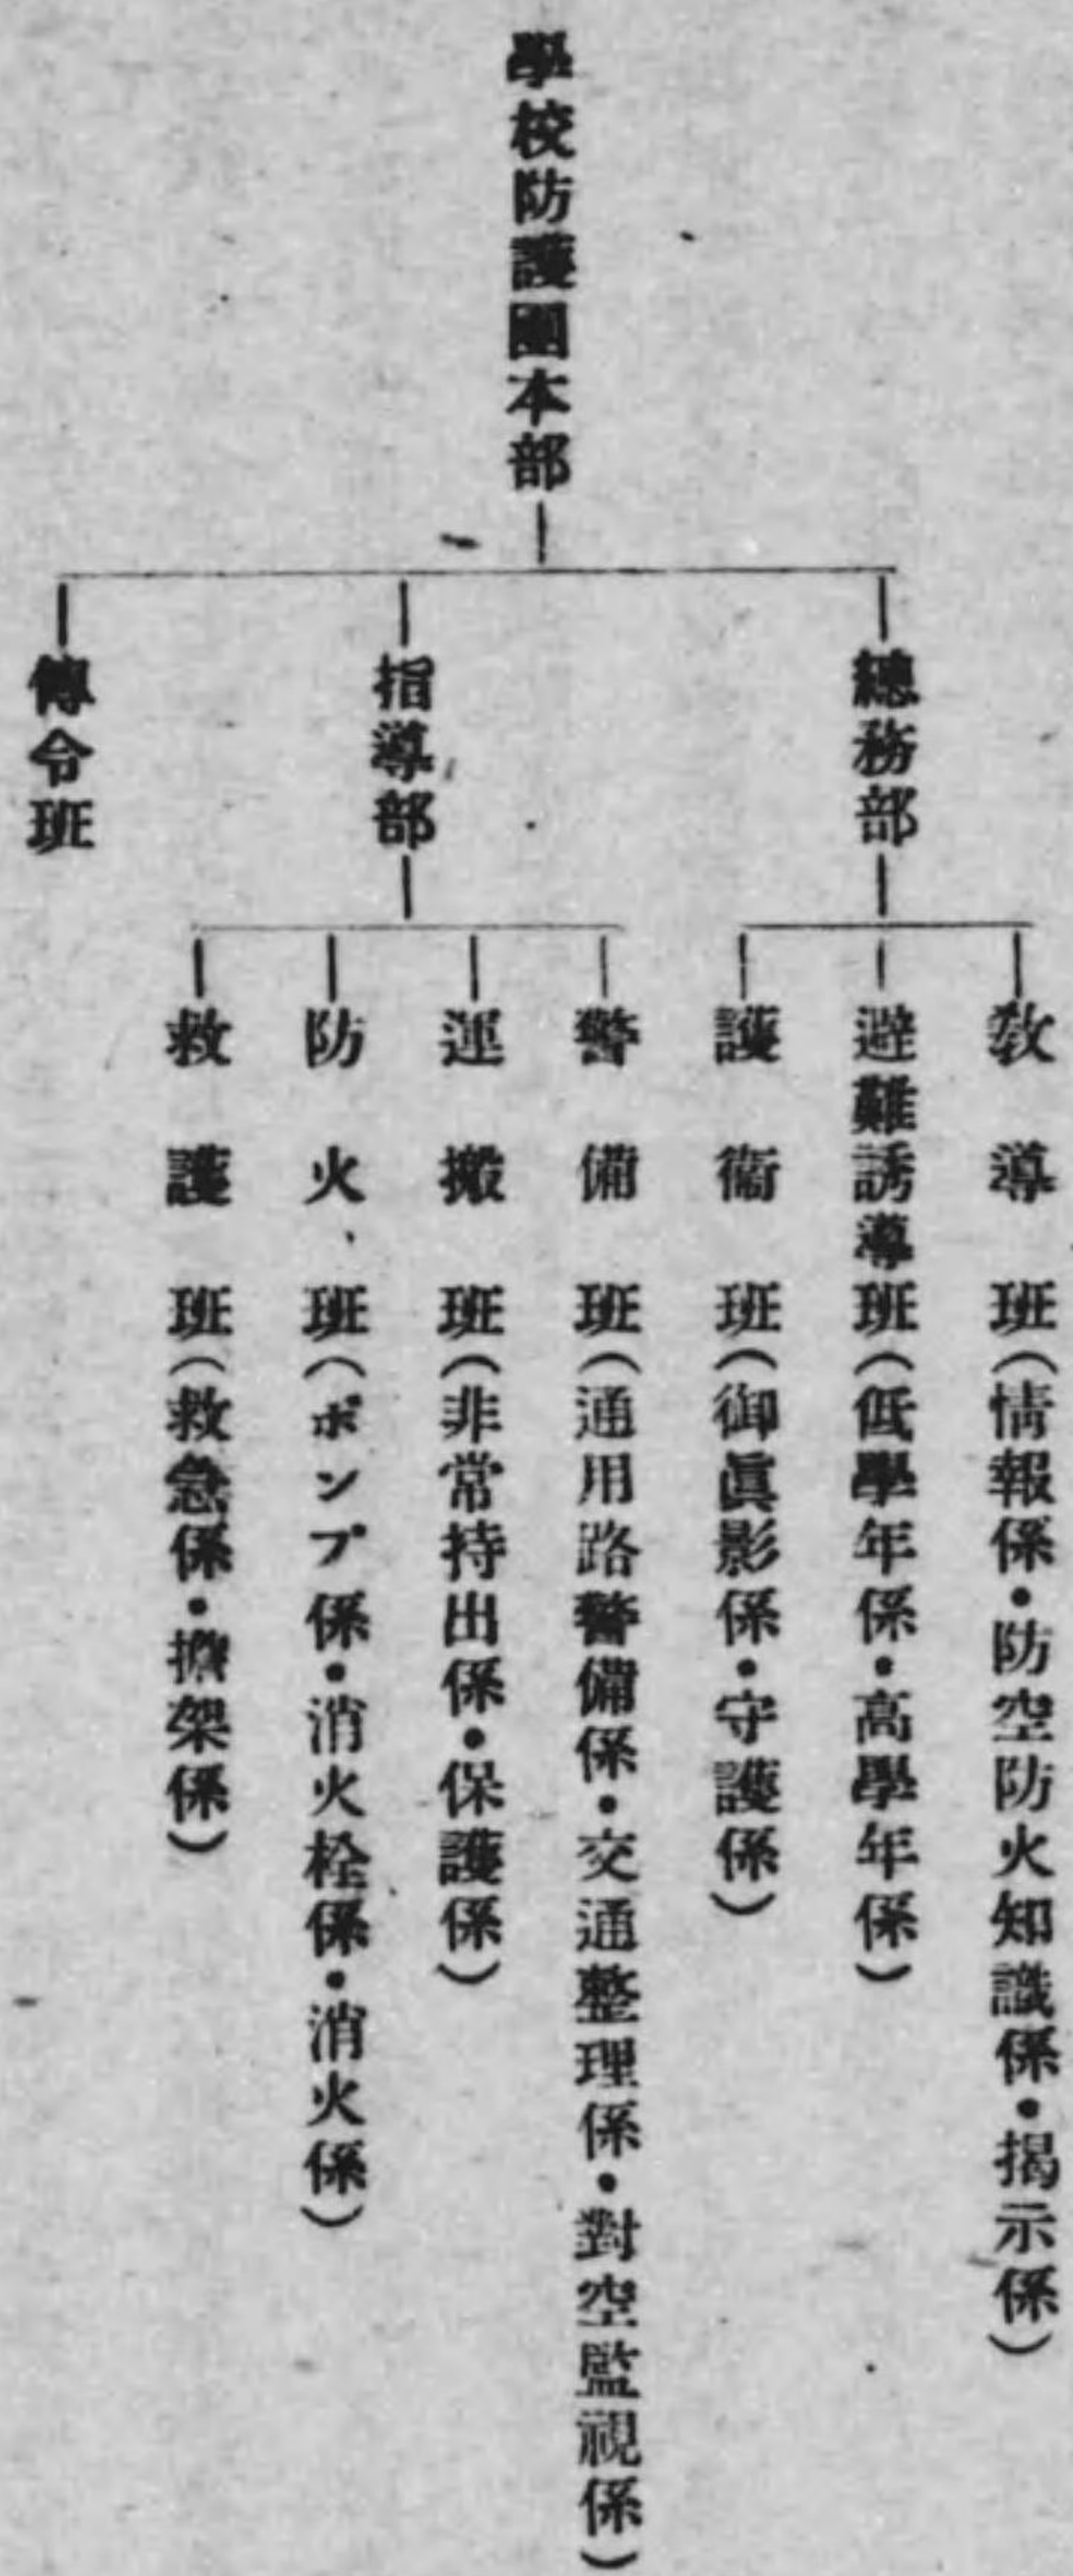 學校防護團本部
總務部
敎導班(情報係・防空防火知識係・揭示係)
避難誘導班(低學年係・高學年係)
護衞班(御眞影係・守護係)
指導部
警備班(通用路警備係・交通整理係・對空監視係)
運搬班(非常持出係・保護係)
防火班(ポンプ係・消火栓係・消火係)
救護班(救急係・擔架係)
傳令班